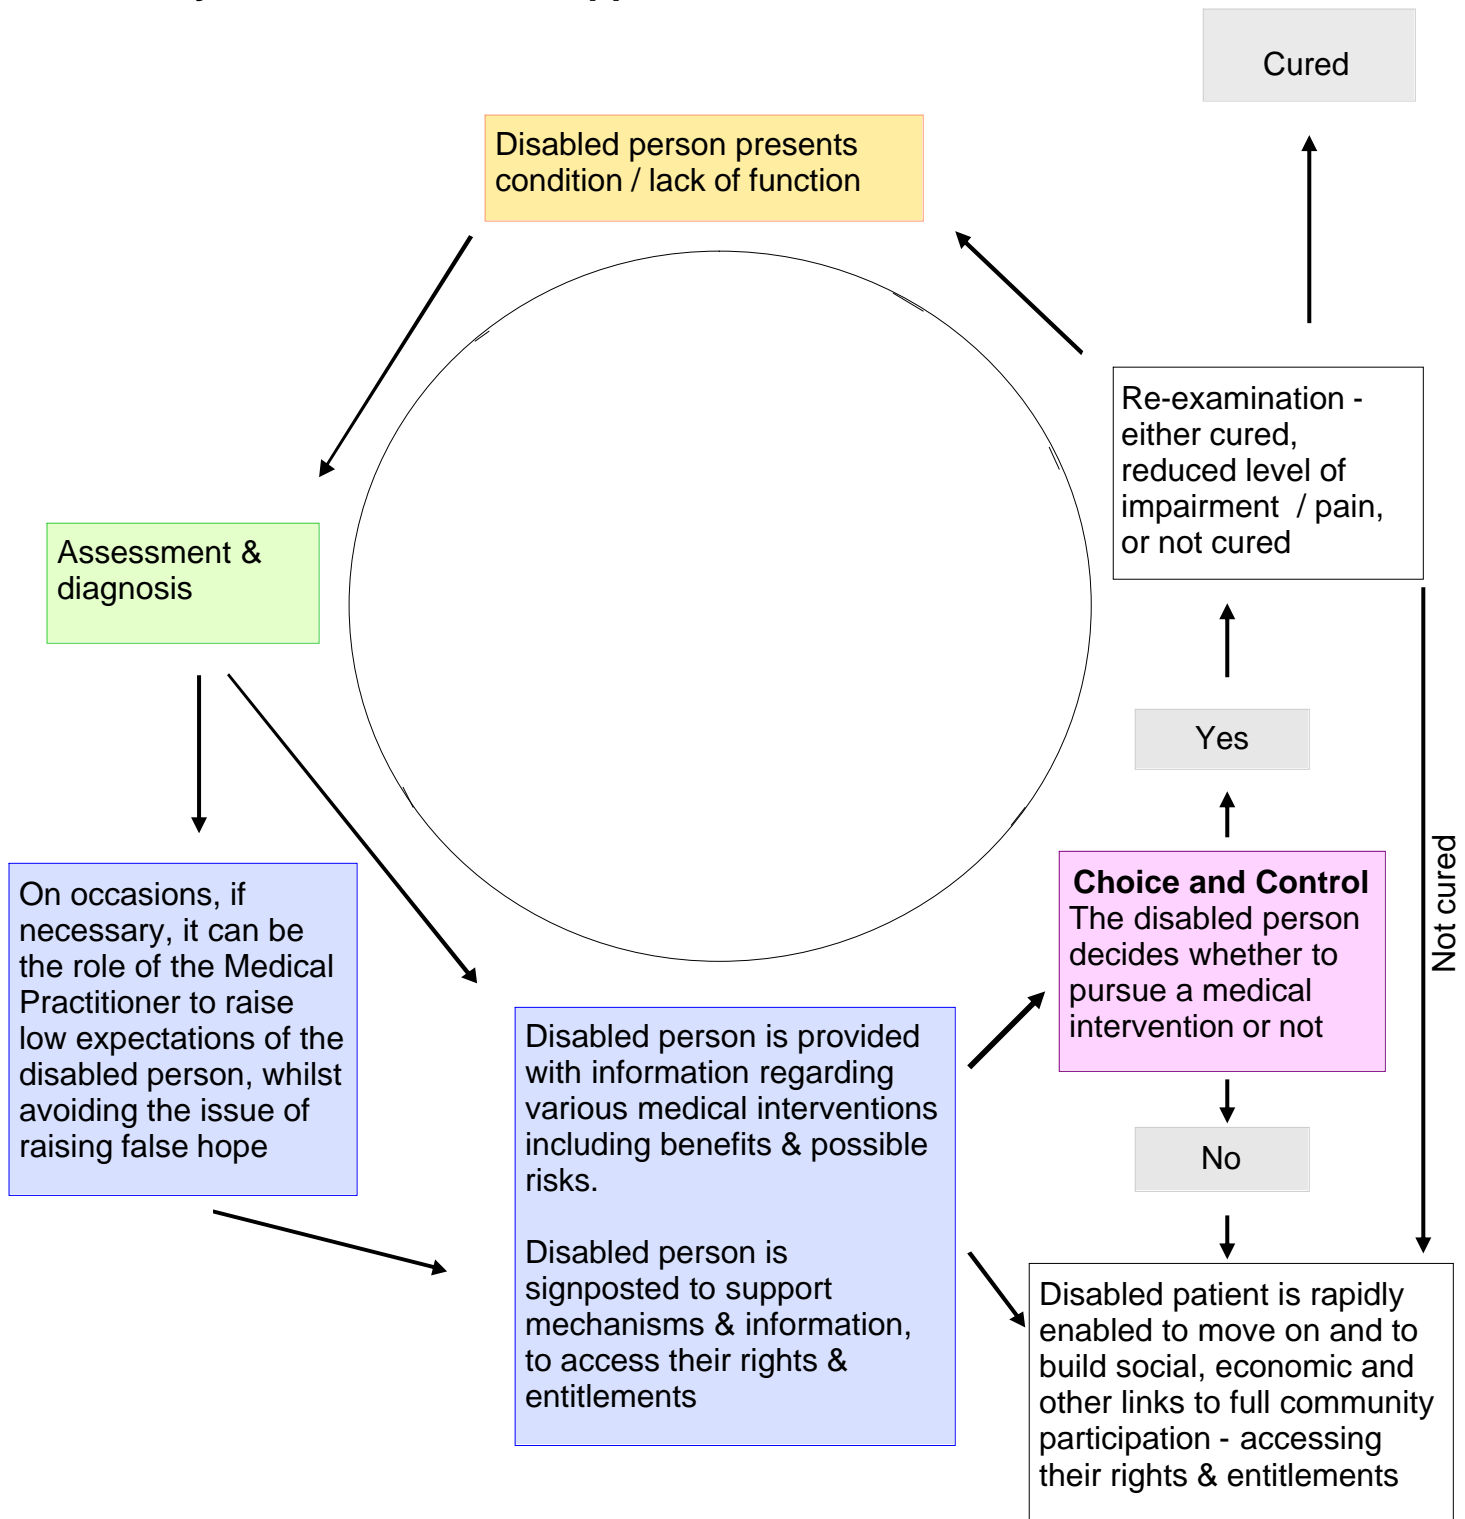 Cured
Disabled person presents
condition / lack of function
Re-examination -
either cured,
reduced level of
impairment / pain,
or not cured
Assessment &
diagnosis
Yes
Not cured
On occasions, if
necessary, it can be
the role of the Medical
Practitioner to raise
low expectations of the
disabled person, whilst
avoiding the issue of
raising false hope
Choice and Control
The disabled person
decides whether to
pursue a medical
intervention or not
Disabled person is provided
with information regarding
various medical interventions
including benefits & possible
risks.
Disabled person is
signposted to support
mechanisms & information,
to access their rights &
entitlements
No
Disabled patient is rapidly
enabled to move on and to
build social, economic and
other links to full community
participation - accessing
their rights & entitlements